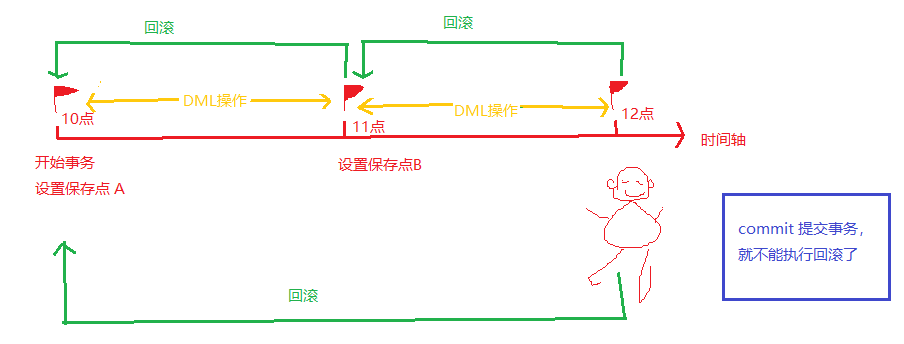 回滚
回滚
DML操作
DML操作
10点
11点
12点
时间轴
开始事务
设置保存点 A
设置保存点B
commit 提交事务，
就不能执行回滚了
回滚